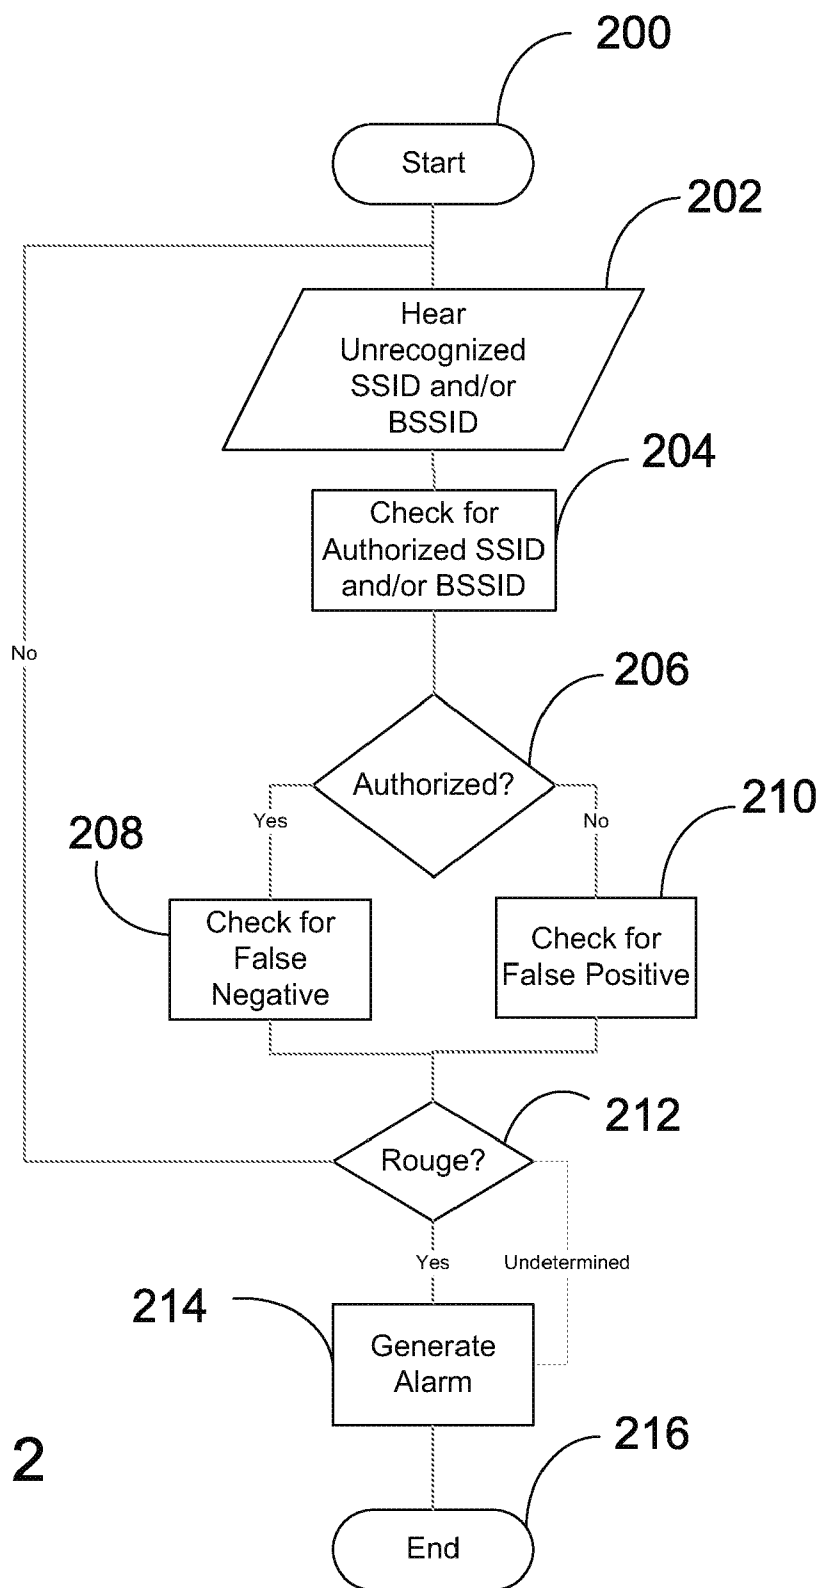 200
Start
202
Hear
Unrecognized
SSID and/or
BSSID
204
Check for
Authorized SSID
and/or BSSID
No
206
Authorized?
Yes
No
208
210
Check for
False
Negative
Check for
False Positive
212
Rouge?
Yes
Undetermined
214
Generate
Alarm
2
216
End